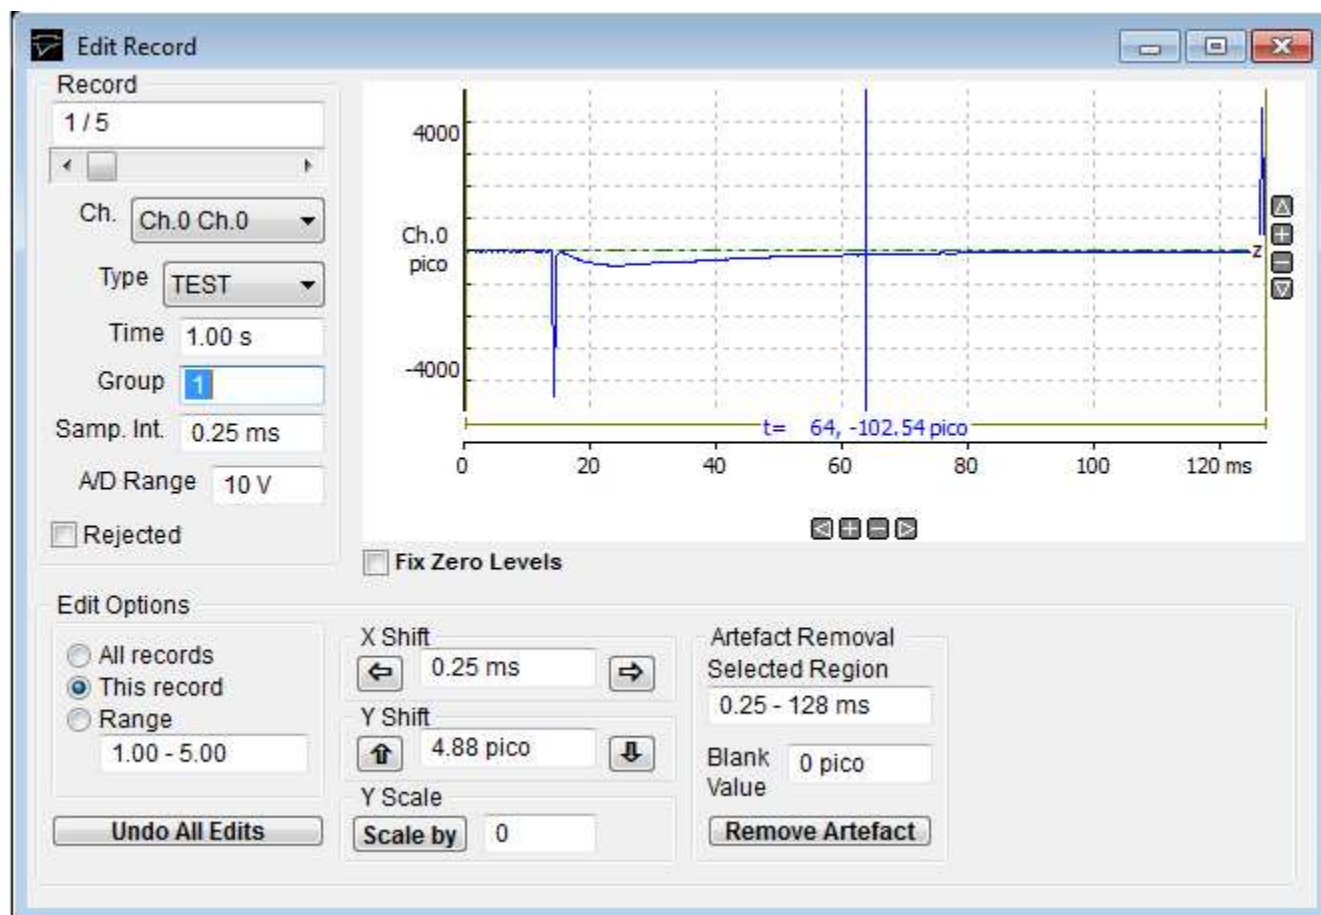 Edit Record
Record
1 / 5
Ch. Ch.0 Ch.0
Type TEST
Time 1.00 s
Group 1
Samp. Int. 0.25 ms
A/D Range 10 V
Rejected
4000
Ch.0
pico
-4000
z
t= 64, -102.54 pico
0 20 40 60 80 100 120 ms
Fix Zero Levels
Edit Options
All records
This record
Range
1.00 - 5.00
Undo All Edits
X Shift
0.25 ms
Y Shift
4.88 pico
Y Scale
Scale by 0
Artefact Removal
Selected Region
0.25 - 128 ms
Blank
Value
0 pico
Remove Artefact